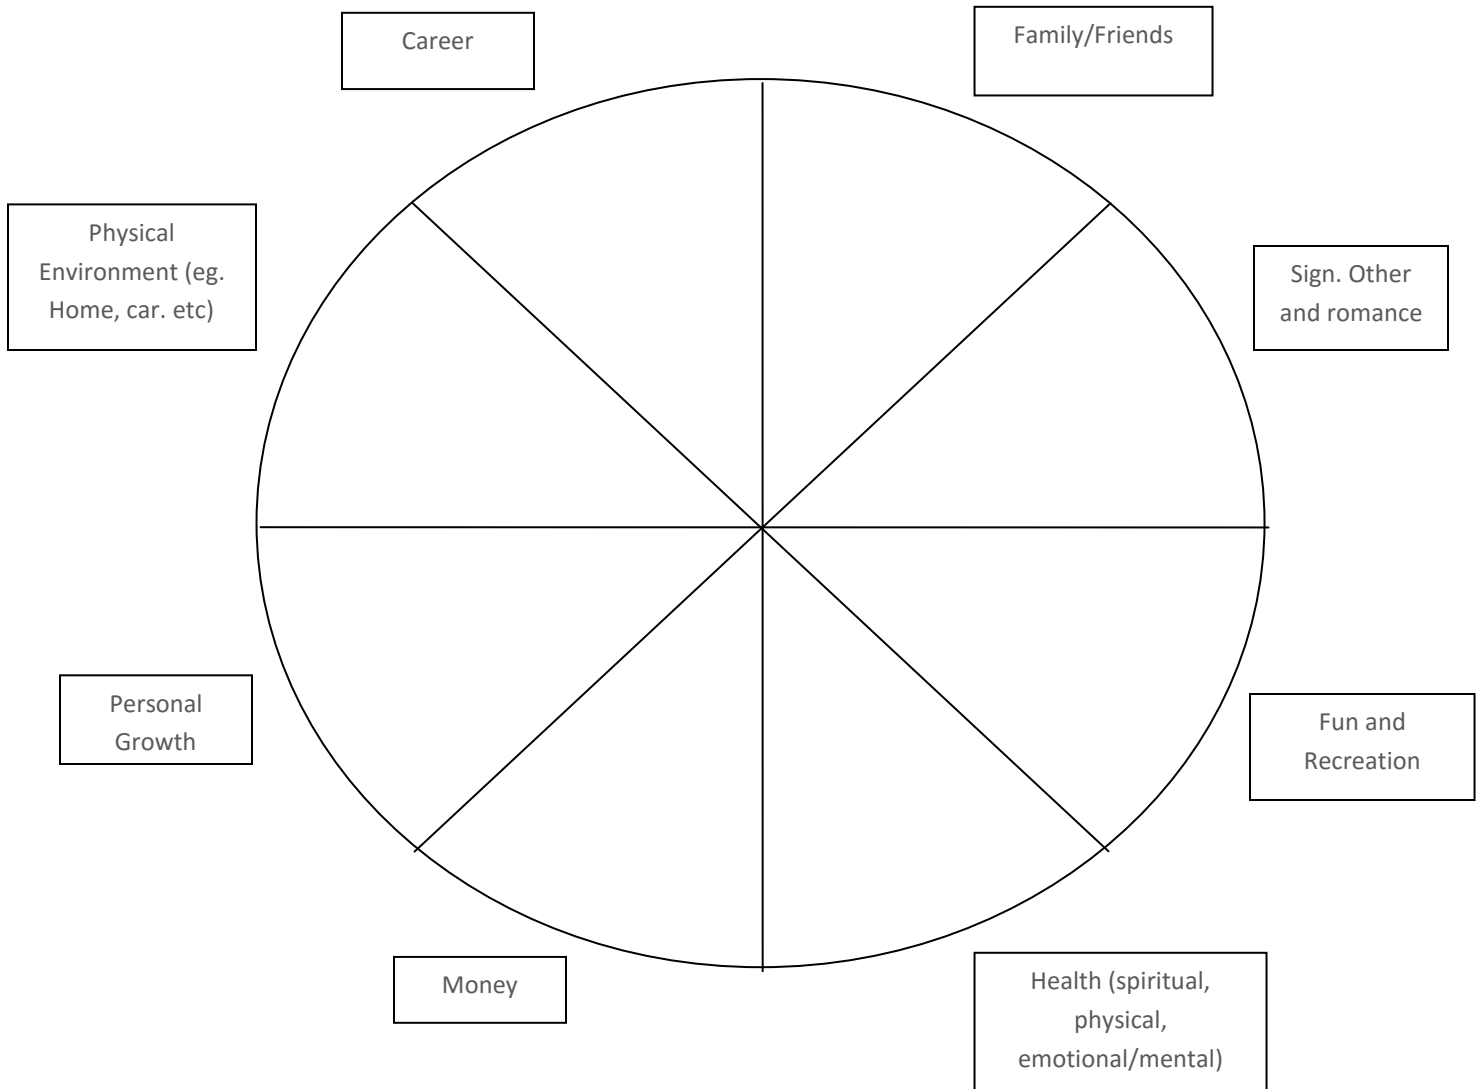 Career
Family/Friends
Physical
Environment (eg.
Home, car. etc)
Sign. Other
and romance
Personal
Growth
Fun and
Recreation
Money
Health (spiritual,
physical,
emotional/mental)